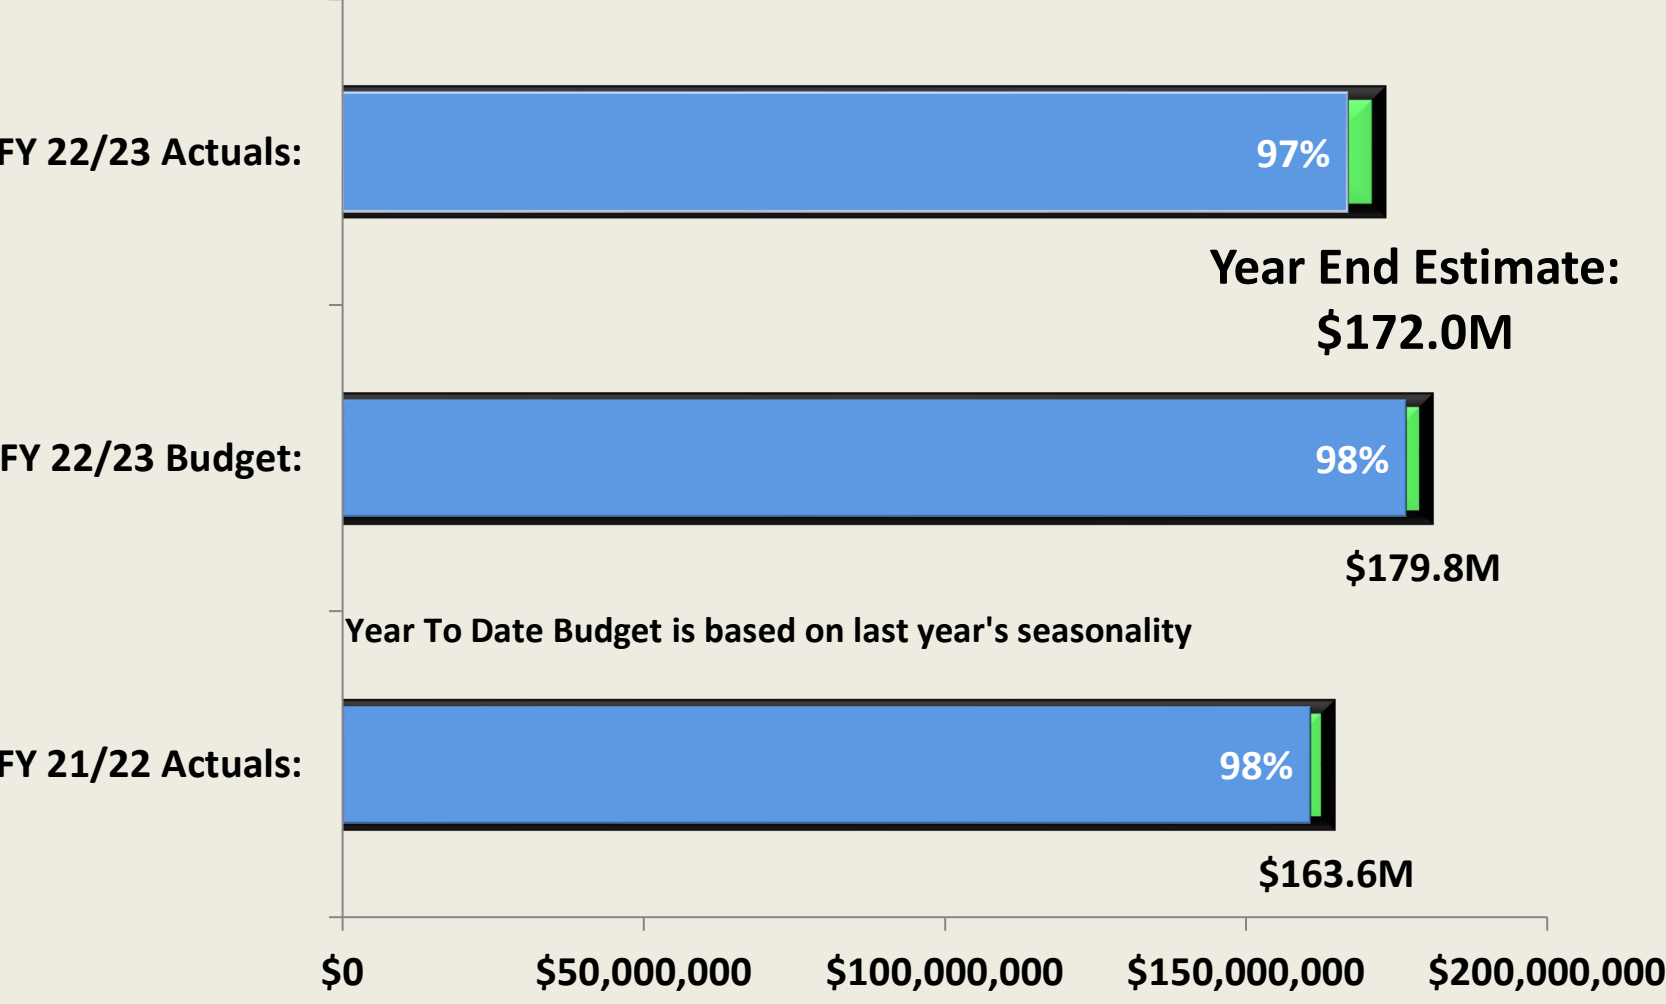 FY 22/23 Actuals:
97%
Year End Estimate:
$172.0M
FY 22/23 Budget:
98%
$179.8M
Year To Date Budget is based on last year's seasonality
FY 21/22 Actuals:
98%
$163.6M
$0 $50,000,000 $100,000,000 $150,000,000 $200,000,000